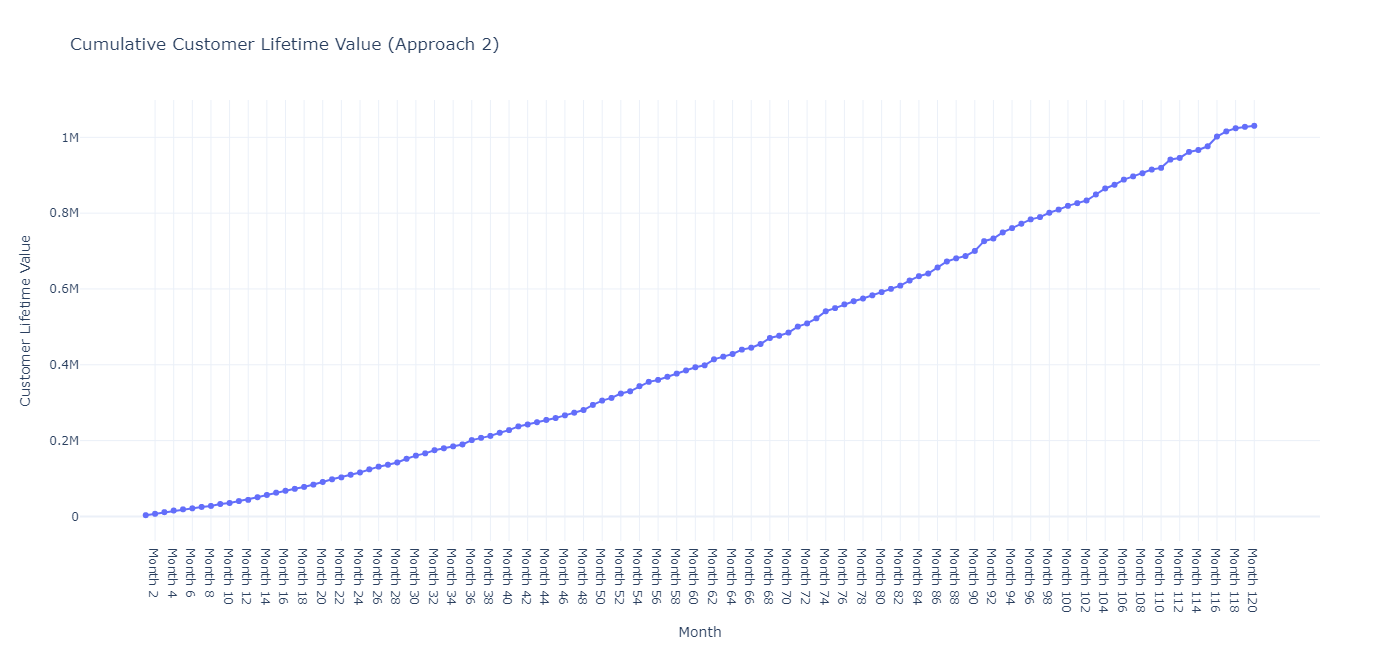 Cumulative Customer Lifetime Value (Approach 2)
1M
0.8M
0.6M
0.4M
0.2M
0
Customer Lifetime Value
Month 2
Month 4
Month 6
Month 8
Month 10
Month 12
Month 14
Month 16
Month 18
Month 20
Month 22
Month 24
Month 26
Month 28
Month 30
Month 32
Month 34
Month 36
Month 38
Month 40
Month 42
Month 44
Month 46
Month 48
Month 50
Month 52
Month 54
Month 56
Month 58
Month 60
Month 62
Month 64
Month 66
Month 68
Month 70
Month 72
Month 74
Month 76
Month 78
Month 80
Month 82
Month 84
Month 86
Month 88
Month 90
Month 92
Month 94
Month 96
Month 98
Month 100
Month 102
Month 104
Month 106
Month 108
Month 110
Month 112
Month 114
Month 116
Month 118
Month 120
Month